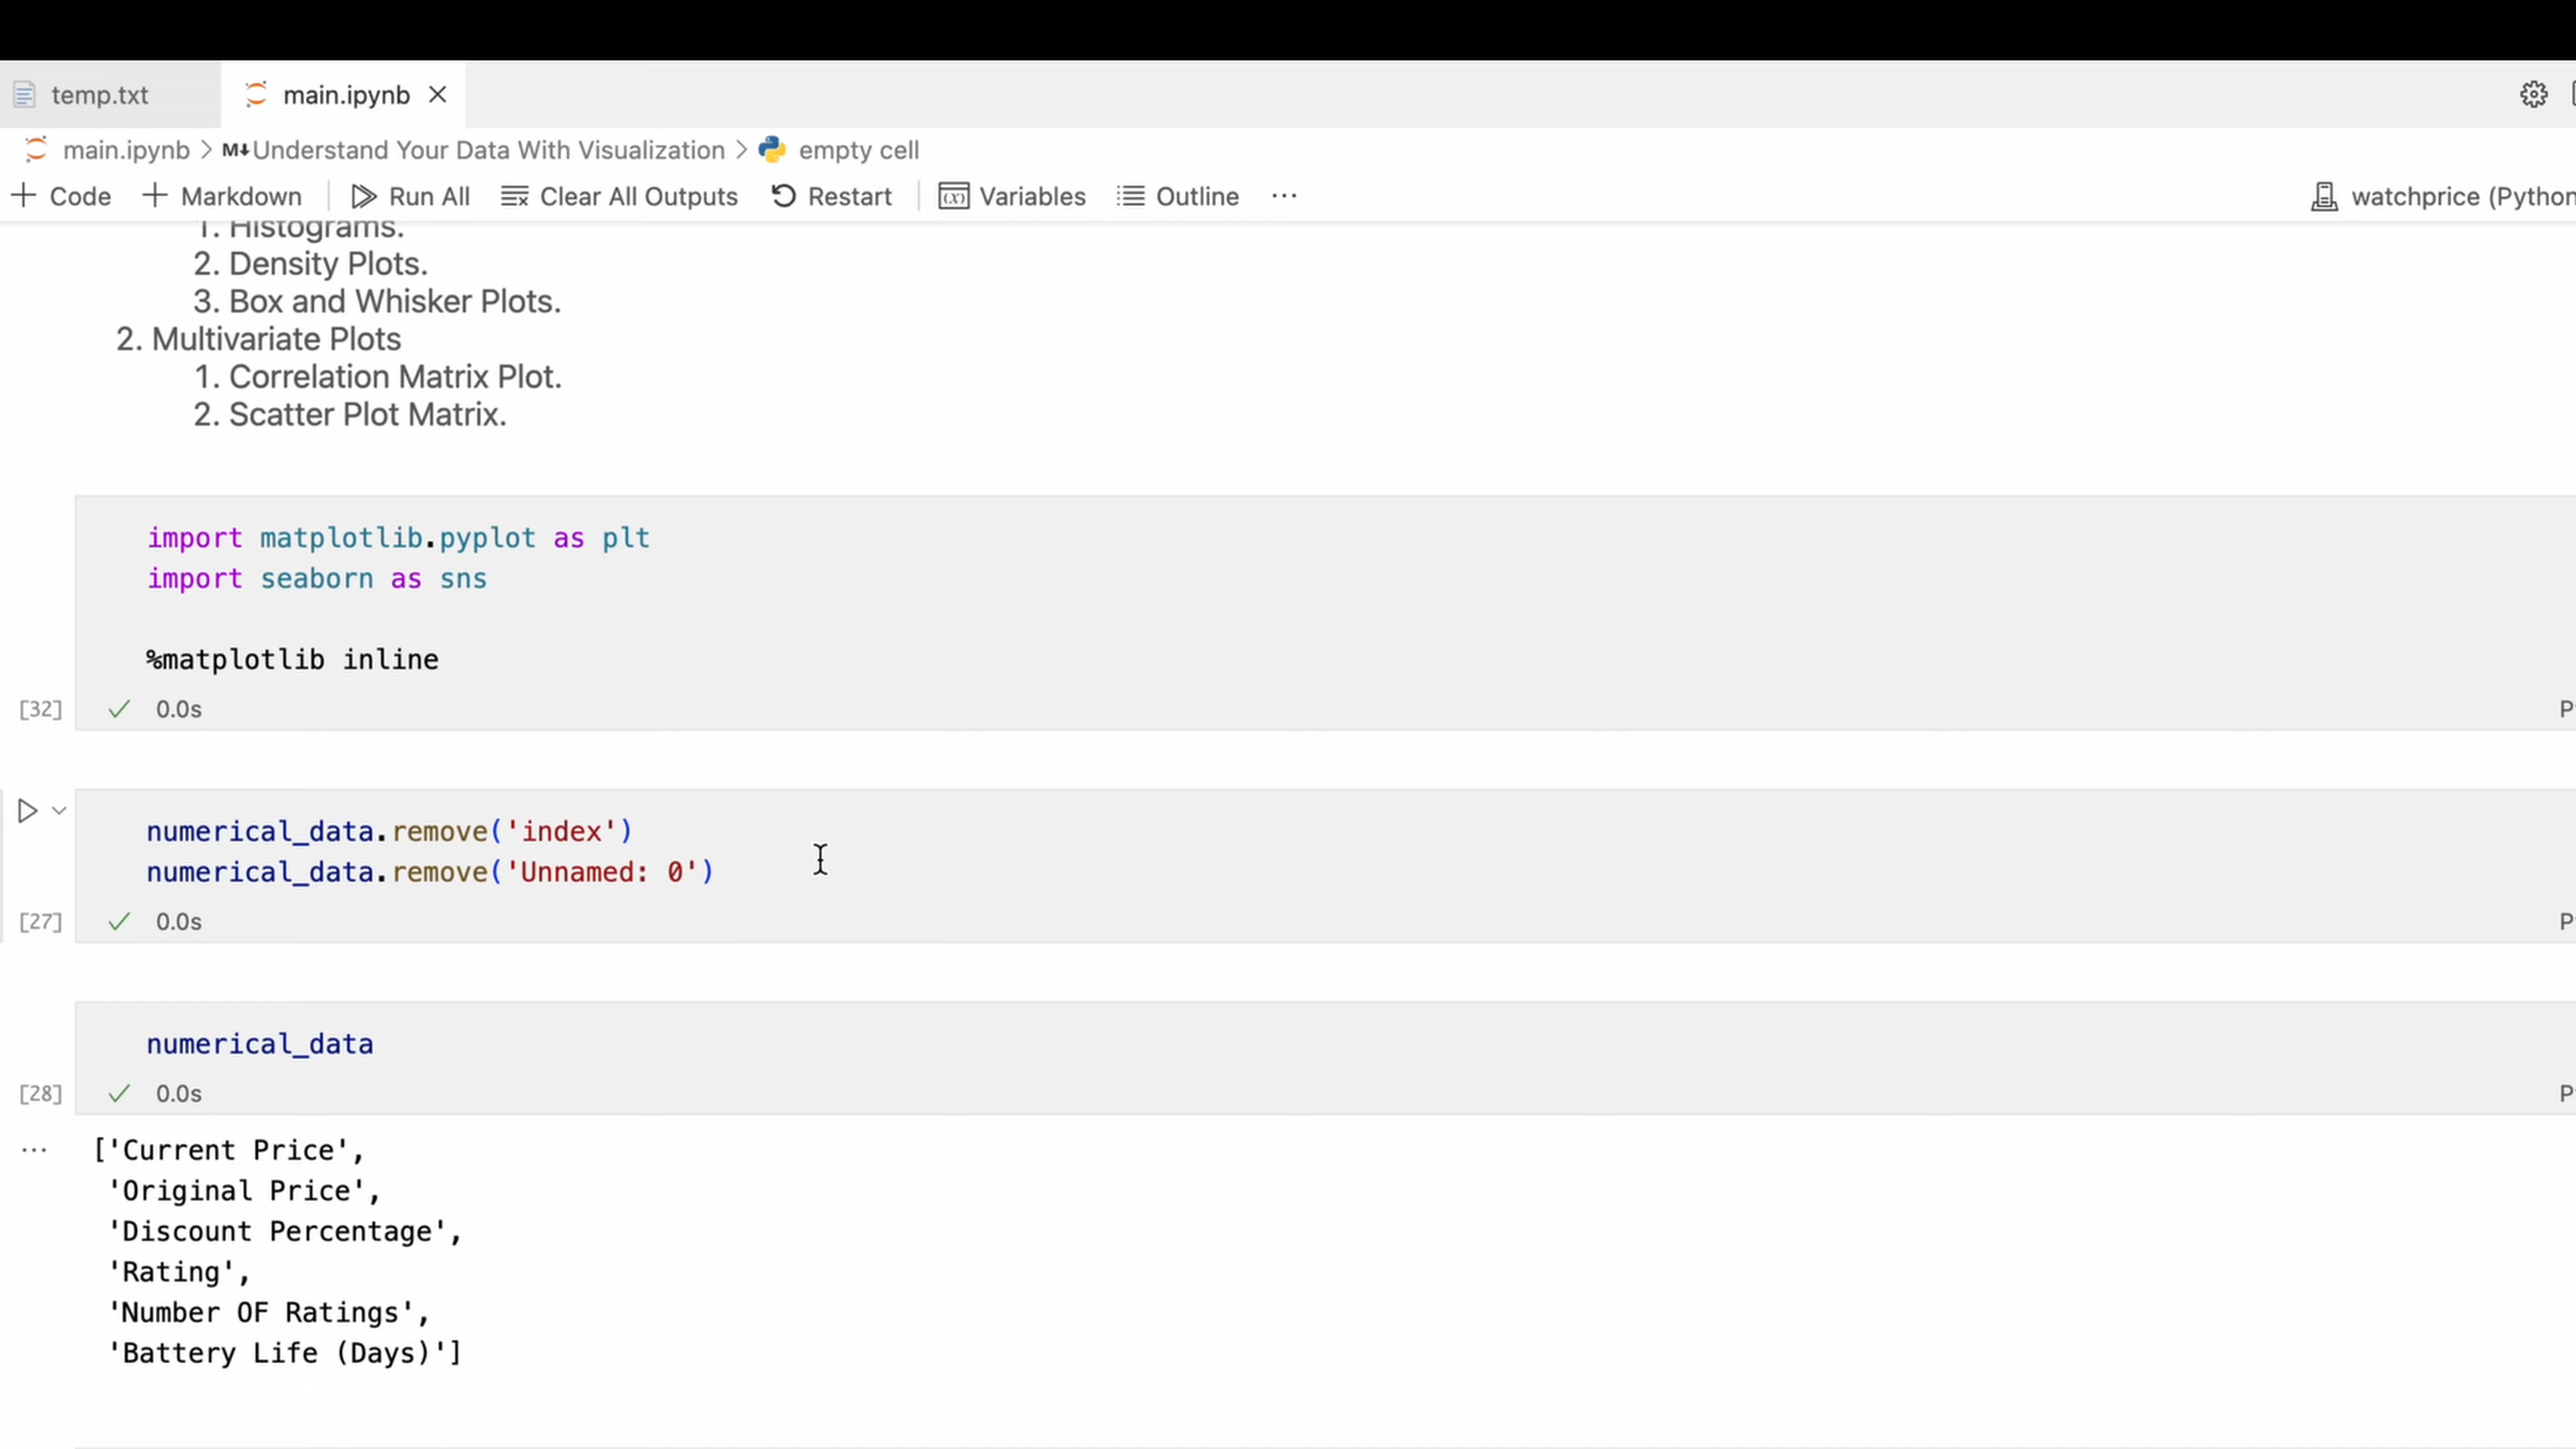 temp.txt
main.ipynb
main.ipynb > M↓Understand Your Data With Visualization > empty cell
+ Code + Markdown Run All Clear All Outputs Restart Variables Outline ··· watchprice (Python
1. Histograms.
2. Density Plots.
3. Box and Whisker Plots.
2. Multivariate Plots
1. Correlation Matrix Plot.
2. Scatter Plot Matrix.
import matplotlib.pyplot as plt
import seaborn as sns
%matplotlib inline
[32] 0.0s P
numerical_data.remove('index')
numerical_data.remove('Unnamed: 0')
[27] 0.0s P
numerical_data
[28] 0.0s P
··· ['Current Price',
'Original Price',
'Discount Percentage',
'Rating',
'Number OF Ratings',
'Battery Life (Days)']